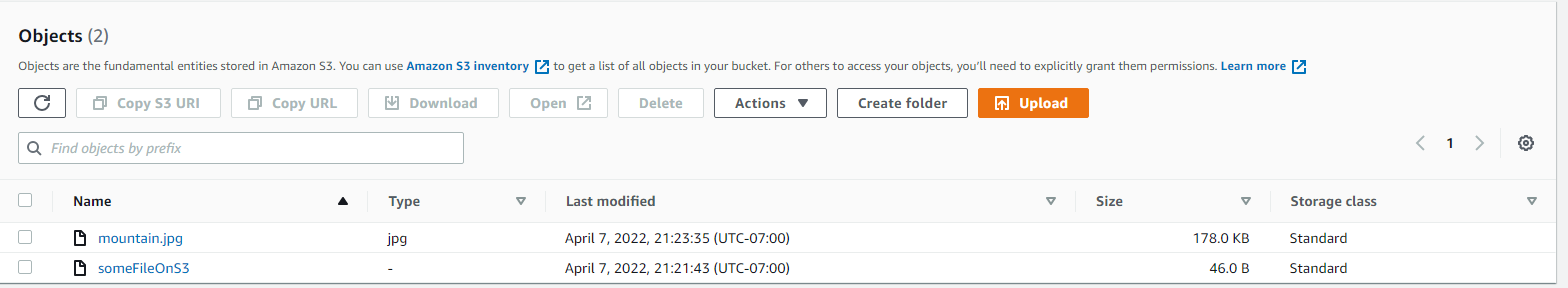 Objects (2)
Objects are the fundamental entities stored in Amazon S3. You can use Amazon S3 inventory to get a list of all objects in your bucket. For others to access your objects, you'll need to explicitly grant them permissions. Learn more
Copy S3 URI Copy URL Download Open Delete Actions Create folder Upload
Find objects by prefix 1
Name Type Last modified Size Storage class
mountain.jpg jpg April 7, 2022, 21:23:35 (UTC-07:00) 178.0 KB Standard
someFileOnS3 - April 7, 2022, 21:21:43 (UTC-07:00) 46.0 B Standard